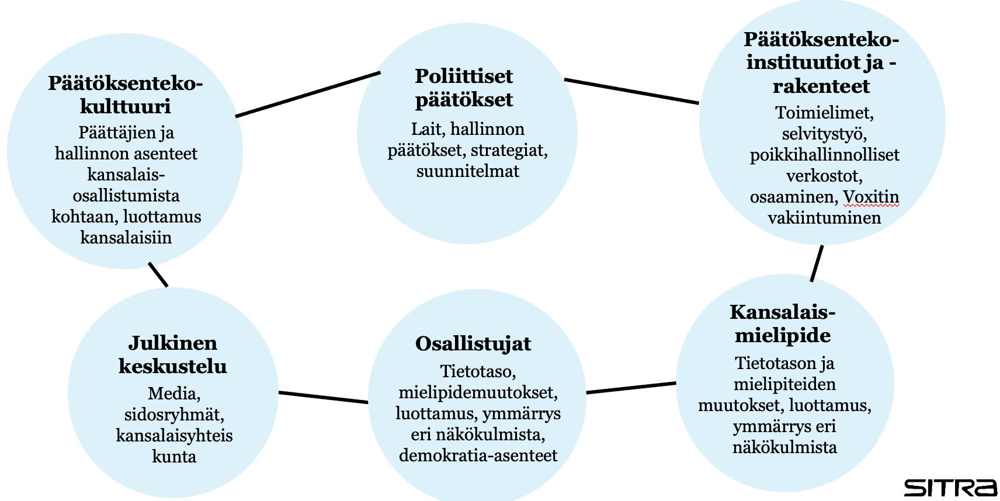 Päätöksenteko-
kulttuuri
Päättäjien ja
hallinnon asenteet
kansalais-
osallistumista
kohtaan, luottamus
kansalaisiin
Poliittiset
päätökset
Lait, hallinnon
päätökset, strategiat,
suunnitelmat
Päätöksenteko-
instituutiot ja -
rakenteet
Toimielimet,
selvitystyö,
poikkihallinnolliset
verkostot,
osaaminen, Voxitin
vakiintuminen
Julkinen
keskustelu
Media,
sidosryhmät,
kansalaisyhteis
kunta
Osallistujat
Tietotaso,
mielipidemuutokset,
luottamus, ymmärrys
eri näkökulmista,
demokratia-asenteet
Kansalais-
mielipide
Tietotason ja
mielipiteiden
muutokset, luottamus,
ymmärrys eri
näkökulmista
SITRA